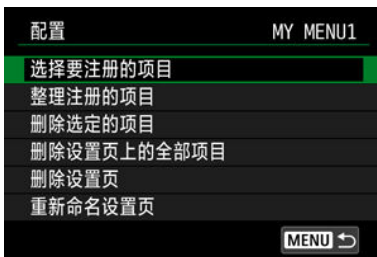 配置 MY MENU1
选择要注册的项目
整理注册的项目
删除选定的项目
删除设置页上的全部项目
删除设置页
重新命名设置页
MENU